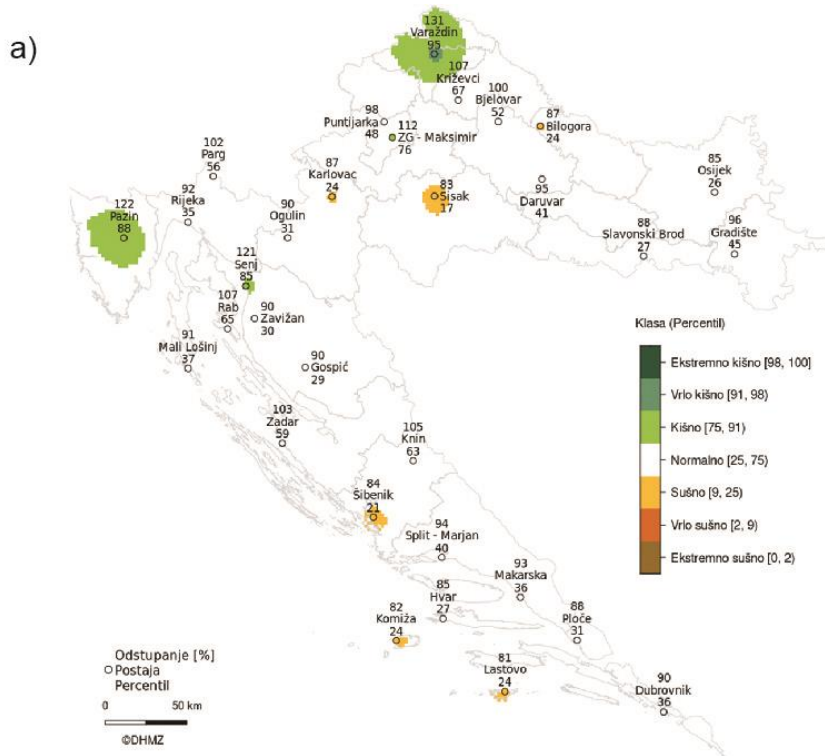 a)
131
Varaždin
95
107
Križevci
67
100
Bjelovar
52
87
Bilogora
24
98
Puntijarka
48
112
ZG - Maksimir
76
102
Parg
56
87
Karlovac
24
83
Sisak
17
95
Daruvar
41
85
Osijek
26
122
Pazin
88
92
Rijeka
35
90
Ogulin
31
88
Slavonski Brod
27
96
Gradište
45
121
Senj
85
107
Rab
65
90
Zavižan
30
91
Mali Lošinj
37
90
Gospić
29
103
Zadar
59
105
Knin
63
84
Šibenik
21
94
Split - Marjan
40
93
Makarska
36
85
Hvar
27
82
Komiža
24
88
Ploče
31
81
Lastovo
24
90
Dubrovnik
36
Klasa (Percentil)
Ekstremno kišno [98, 100]
Vrlo kišno [91, 98)
Kišno [75, 91)
Normalno [25, 75)
Sušno [9, 25)
Vrlo sušno [2, 9)
Ekstremno sušno [0, 2)
Odstupanje [%]
Postaja
Percentil
0 50 km
©DHMZ